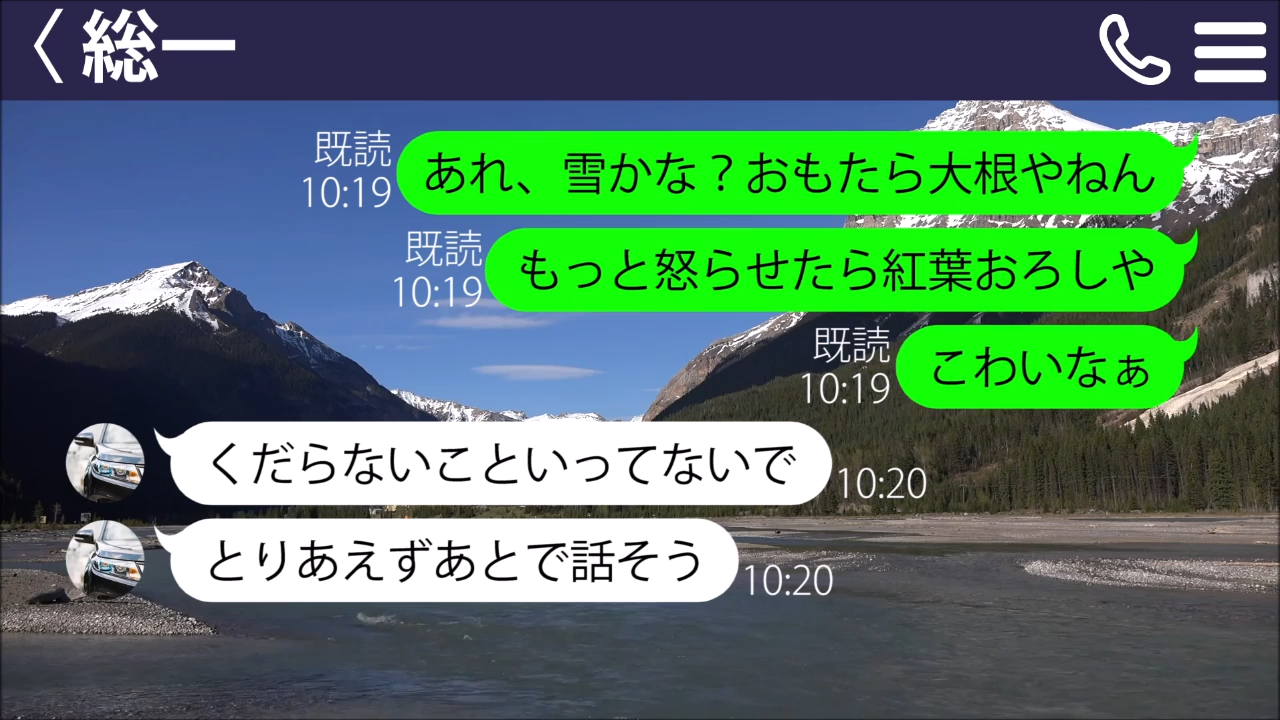 総一
既読
10:19
あれ、雪かな？おもたら大根やねん
既読
10:19
もっと怒らせたら紅葉おろしや
既読
10:19
こわいなぁ
くだらないこといってないで
10:20
とりあえずあとで話そう
10:20